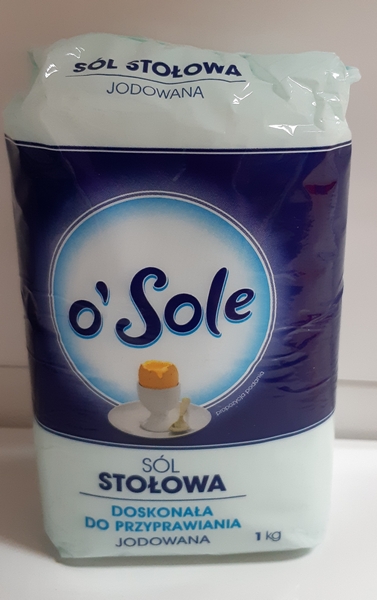 SÓL STOŁOWA
JODOWANA
o'Sole
propozycja podania
SÓL
STOŁOWA
DOSKONAŁA
DO PRZYPRAWIANIA
JODOWANA
1 kg